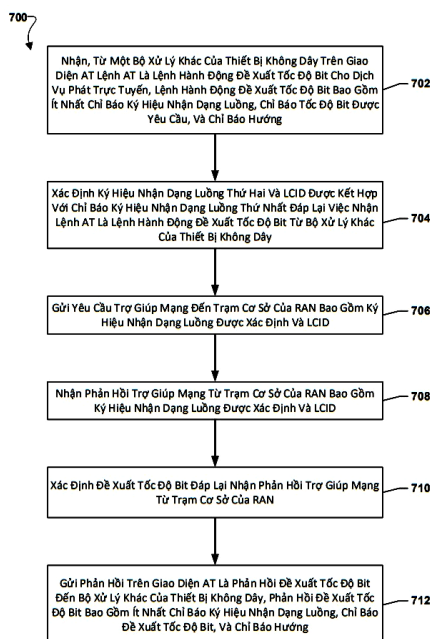 700
Nhận, Từ Một Bộ Xử Lý Khác Của Thiết Bị Không Dây Trên Giao
Diện AT Lệnh AT Là Lệnh Hành Động Đề Xuất Tốc Độ Bit Cho Dịch
Vụ Phát Trực Tuyến, Lệnh Hành Động Đề Xuất Tốc Độ Bit Bao Gồm
Ít Nhất Chỉ Báo Ký Hiệu Nhận Dạng Luồng, Chỉ Báo Tốc Độ Bit Được
Yêu Cầu, Và Chỉ Báo Hướng
702
Xác Định Ký Hiệu Nhận Dạng Luồng Thứ Hai Và LCID Được Kết Hợp
Với Chỉ Báo Ký Hiệu Nhận Dạng Luồng Thứ Nhất Đáp Lại Việc Nhận
Lệnh AT Là Lệnh Hành Động Đề Xuất Tốc Độ Bit Từ Bộ Xử Lý Khác
Của Thiết Bị Không Dây
704
Gửi Yêu Cầu Trợ Giúp Mạng Đến Trạm Cơ Sở Của RAN Bao Gồm Ký
Hiệu Nhận Dạng Luồng Được Xác Định Và LCID
706
Nhận Phản Hồi Trợ Giúp Mạng Từ Trạm Cơ Sở Của RAN Bao Gồm
Ký Hiệu Nhận Dạng Luồng Được Xác Định Và LCID
708
Xác Định Đề Xuất Tốc Độ Bit Đáp Lại Nhận Phản Hồi Trợ Giúp Mạng
Từ Trạm Cơ Sở Của RAN
710
Gửi Phản Hồi Trên Giao Diện AT Là Phản Hồi Đề Xuất Tốc Độ Bit
Đến Bộ Xử Lý Khác Của Thiết Bị Không Dây, Phản Hồi Đề Xuất Tốc
Độ Bit Bao Gồm Ít Nhất Chỉ Báo Ký Hiệu Nhận Dạng Luồng, Chỉ Báo
Đề Xuất Tốc Độ Bit, Và Chỉ Báo Hướng
712